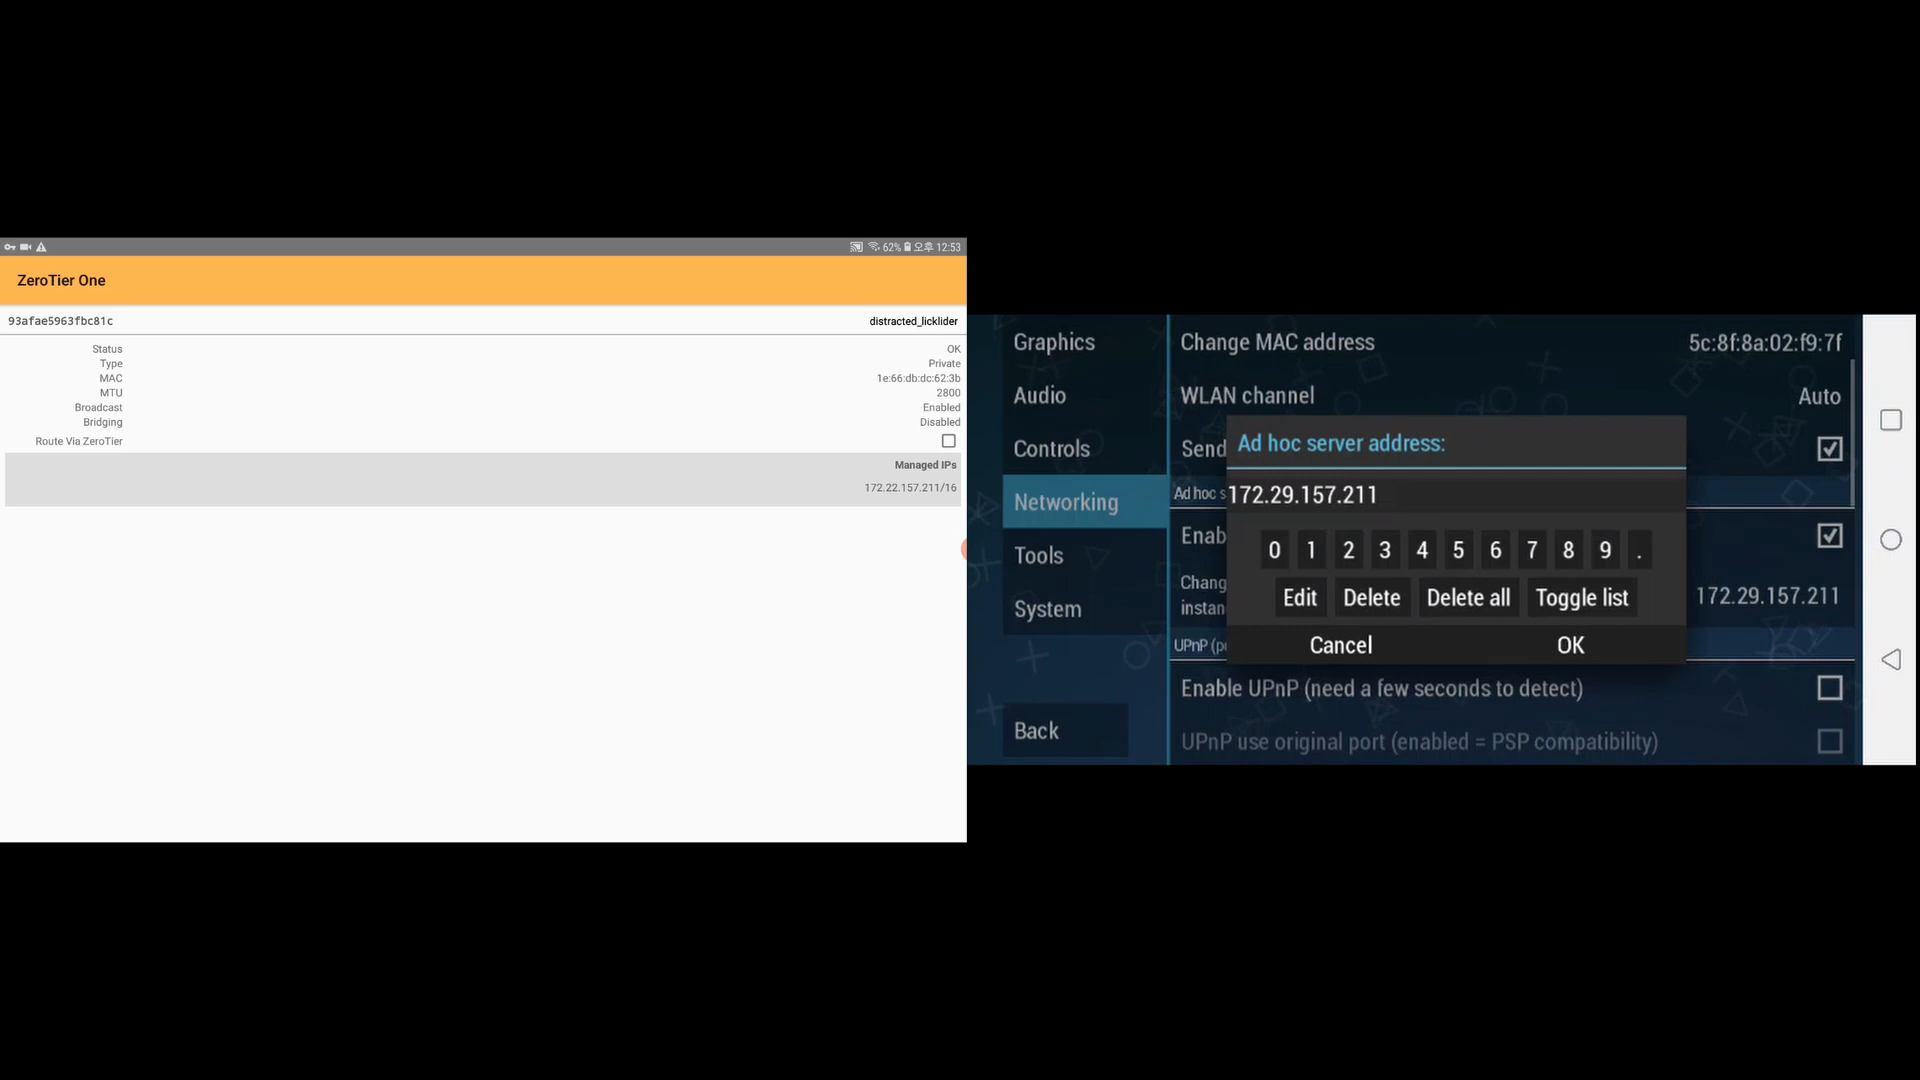 62% 오후 12:53
ZeroTier One
93afae5963fbc81c distracted_licklider
Status OK
Type Private
MAC 1e:66:db:dc:62:3b
MTU 2800
Broadcast Enabled
Bridging Disabled
Route Via ZeroTier
Managed IPs
172.22.157.211/16
Graphics
Audio
Controls
Networking
Tools
System
Back
Change MAC address 5c:8f:8a:02:f9:7f
WLAN channel Auto
Send
Ad hoc s
Enab
Chang
instan
172.29.157.211
UPnP (p
Enable UPnP (need a few seconds to detect)
UPnP use original port (enabled = PSP compatibility)
Ad hoc server address:
172.29.157.211
0 1 2 3 4 5 6 7 8 9 .
Edit Delete Delete all Toggle list
Cancel OK